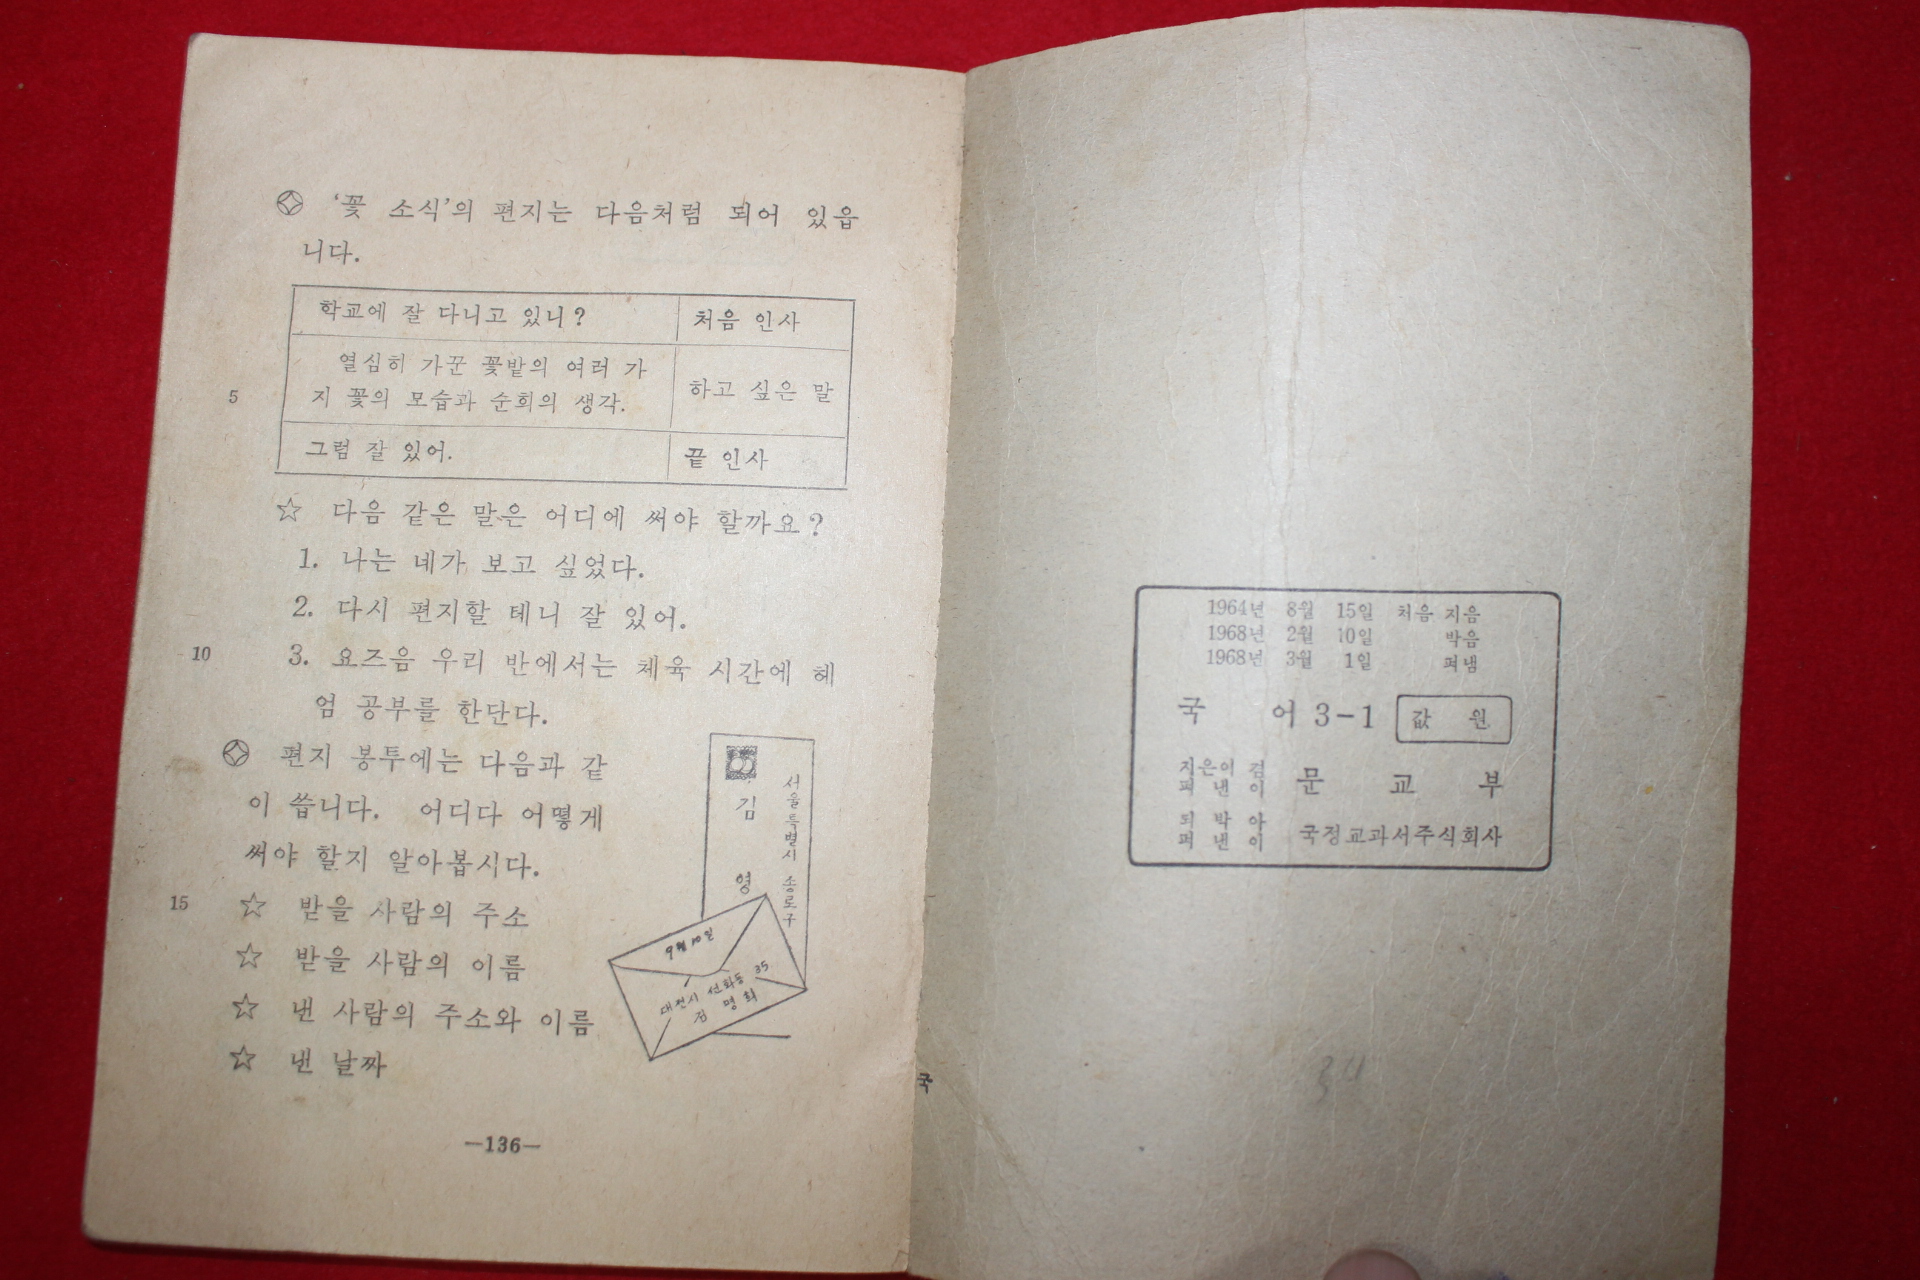 '꽃 소식'의 편지는 다음처럼 되어 있읍
니다.
학교에 잘 다니고 있니? 처음 인사
열심히 가꾼 꽃밭의 여러 가
5 지 꽃의 모습과 순희의 생각. 하고 싶은 말
그럼 잘 있어. 끝 인사
☆ 다음 같은 말은 어디에 써야 할까요?
1. 나는 네가 보고 싶었다.
2. 다시 편지할 테니 잘 있어.
10 3. 요즈음 우리 반에서는 체육 시간에 헤
엄 공부를 한단다.
편지 봉투에는 다음과 같
이 씁니다. 어디다 어떻게
써야 할지 알아봅시다.
15 ☆ 받을 사람의 주소
☆ 받을 사람의 이름
☆ 낸 사람의 주소와 이름
☆ 낸 날짜
서울특별시 종로구
김 영
9월 10일
대전시 선화동 35
김 명희
—136—
국
1964년 8월 15일 처음 지음
1968년 2월 10일 박음
1968년 3월 1일 펴냄
국 어 3-1 값 원
지은이 겸
펴 낸 이 문 교 부
되 박 아
펴 낸 이 국정교과서주식회사
34